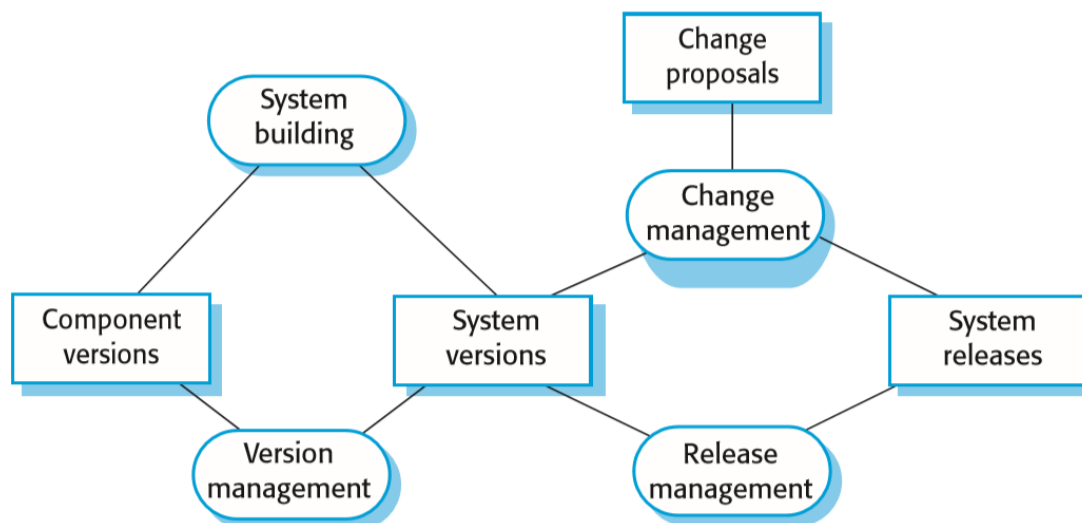 Change
proposals
System
building
Change
management
Component
versions
System
versions
System
releases
Version
management
Release
management